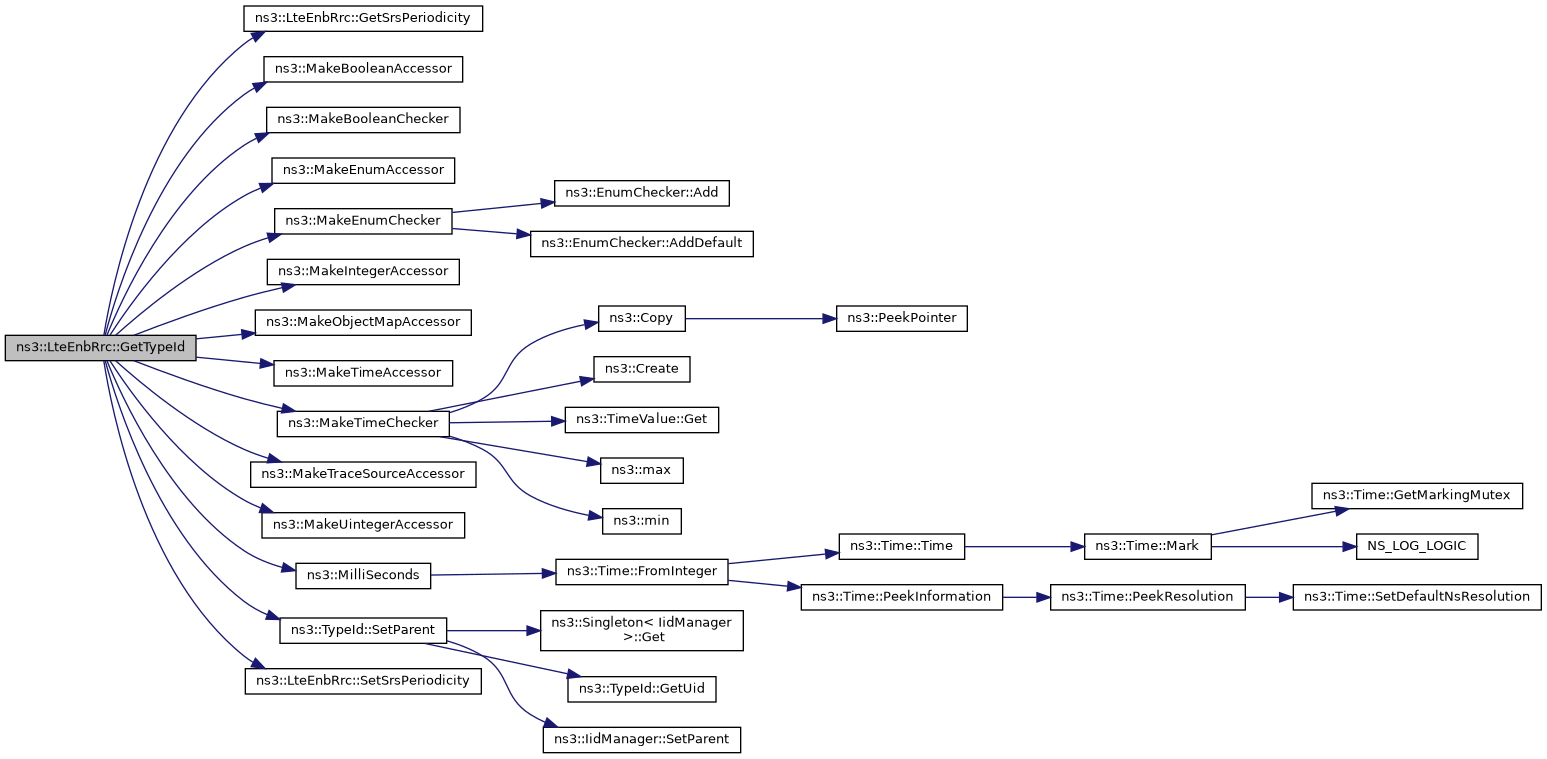 ns3::LteEnbRrc::GetSrsPeriodicity
ns3::MakeBooleanAccessor
ns3::MakeBooleanChecker
ns3::MakeEnumAccessor
ns3::EnumChecker::Add
ns3::MakeEnumChecker
ns3::EnumChecker::AddDefault
ns3::MakeIntegerAccessor
ns3::MakeObjectMapAccessor
ns3::Copy
ns3::PeekPointer
ns3::LteEnbRrc::GetTypeId
ns3::MakeTimeAccessor
ns3::Create
ns3::MakeTimeChecker
ns3::TimeValue::Get
ns3::MakeTraceSourceAccessor
ns3::max
ns3::Time::GetMarkingMutex
ns3::MakeUintegerAccessor
ns3::min
ns3::Time::Time
ns3::Time::Mark
NS_LOG_LOGIC
ns3::MilliSeconds
ns3::Time::FromInteger
ns3::Time::PeekInformation
ns3::Time::PeekResolution
ns3::Time::SetDefaultNsResolution
ns3::TypeId::SetParent
ns3::Singleton< IidManager
>::Get
ns3::LteEnbRrc::SetSrsPeriodicity
ns3::TypeId::GetUid
ns3::IidManager::SetParent